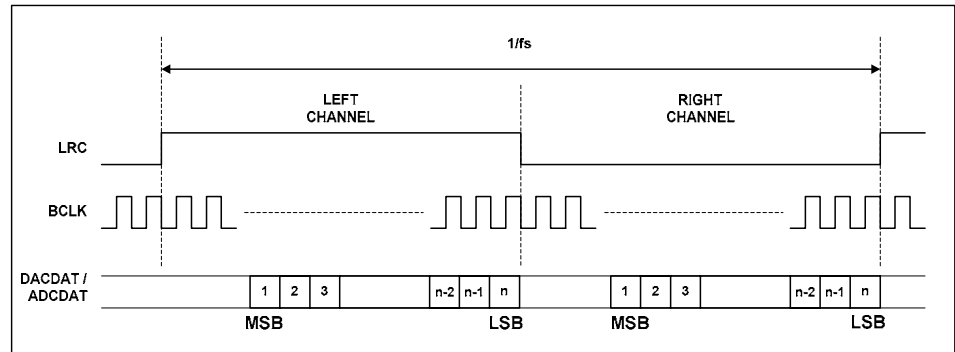 1/fs
LEFT
CHANNEL
RIGHT
CHANNEL
LRC
BCLK
DACDAT /
ADCDAT
1 2 3 n-2 n-1 n 1 2 3 n-2 n-1 n
MSB LSB MSB LSB